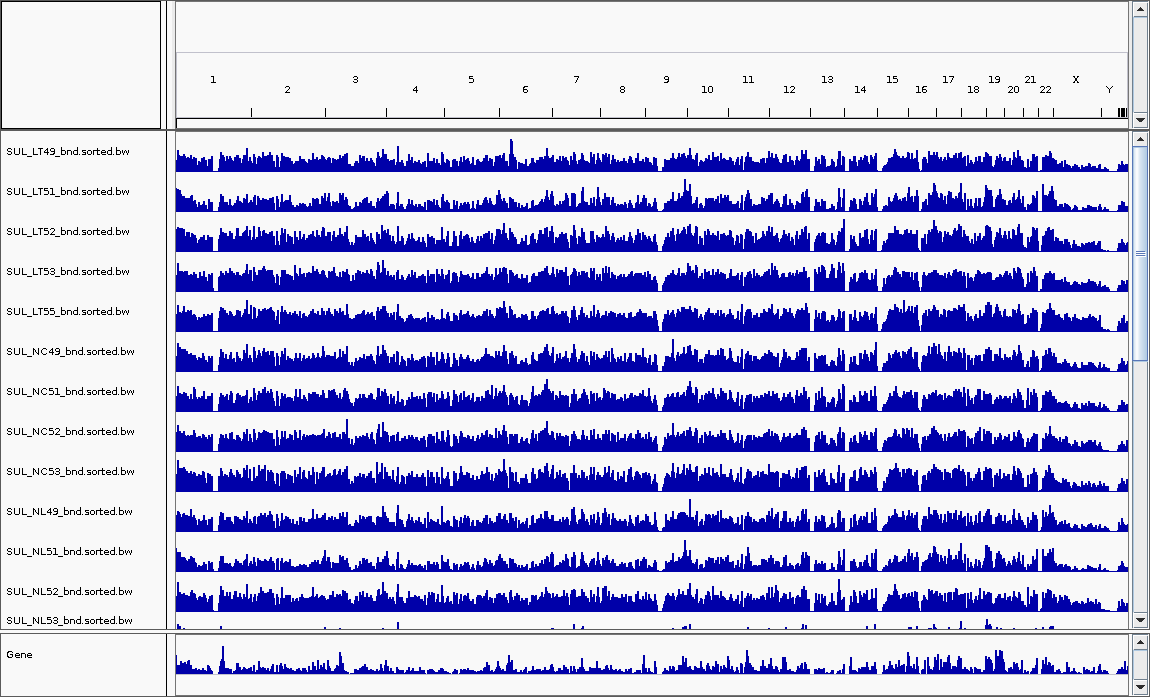 1 2 3 4 5 6 7 8 9 10 11 12 13 14 15 16 17 18 19 20 21 22 X Y
SUL_LT49_bnd.sorted.bw
SUL_LT51_bnd.sorted.bw
SUL_LT52_bnd.sorted.bw
SUL_LT53_bnd.sorted.bw
SUL_LT55_bnd.sorted.bw
SUL_NC49_bnd.sorted.bw
SUL_NC51_bnd.sorted.bw
SUL_NC52_bnd.sorted.bw
SUL_NC53_bnd.sorted.bw
SUL_NL49_bnd.sorted.bw
SUL_NL51_bnd.sorted.bw
SUL_NL52_bnd.sorted.bw
SUL_NL53_bnd.sorted.bw
Gene